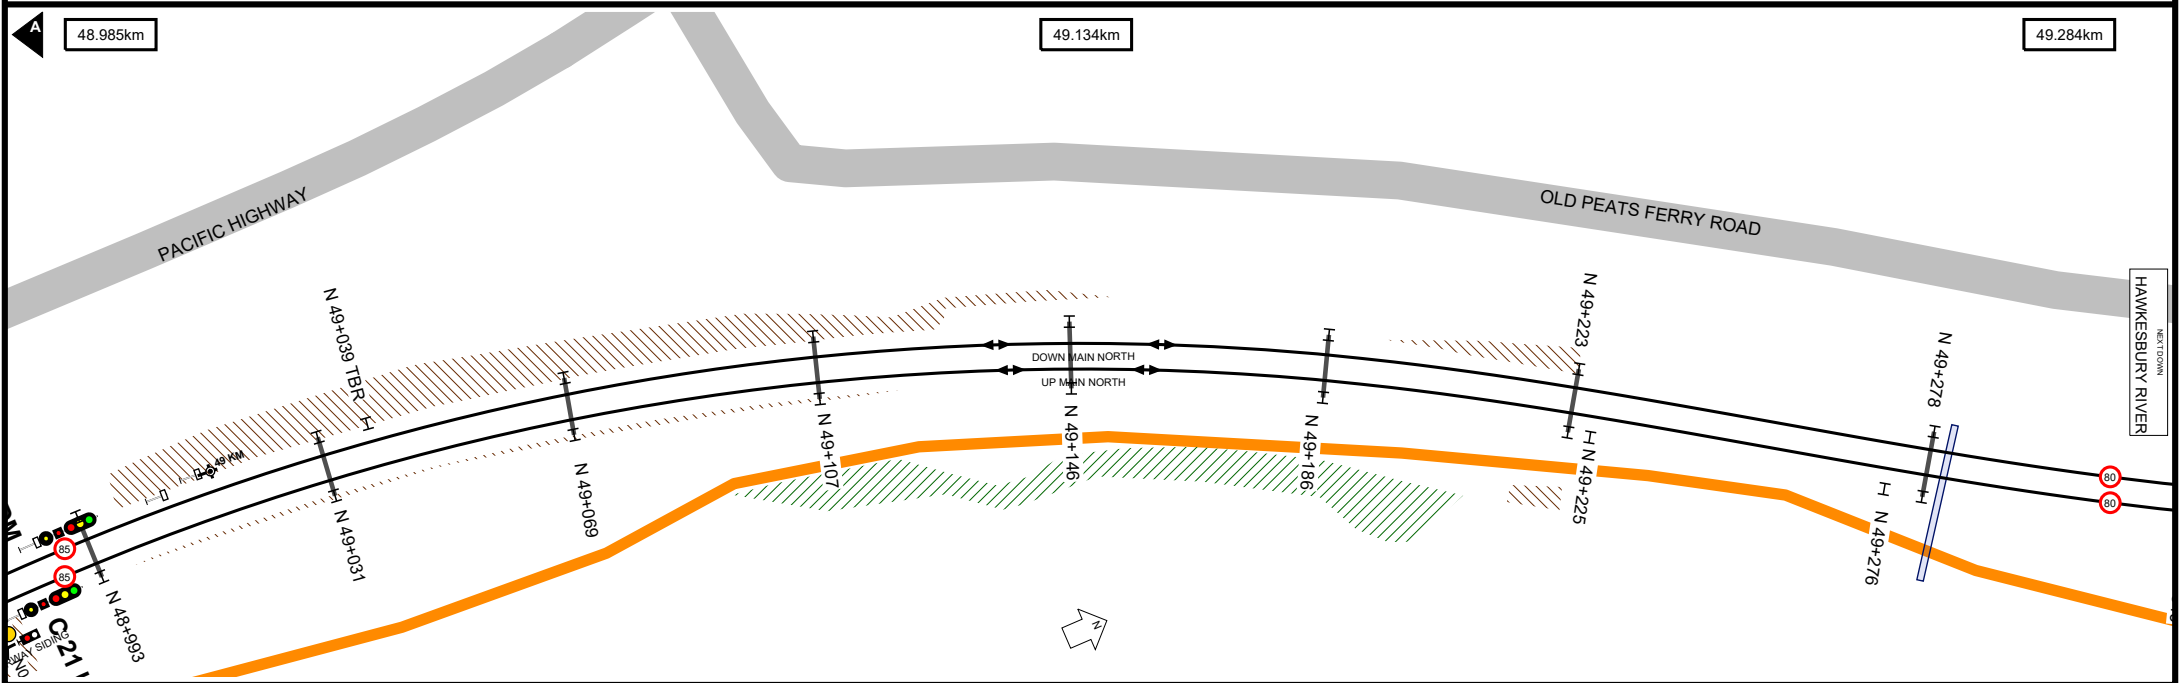 A
48.985km
49.134km
49.284km
PACIFIC HIGHWAY
OLD PEATS FERRY ROAD
HAWKESBURY RIVER
NEXT DOWN
N 49+039 TBR
N 49+223
N 49+278
DOWN MAIN NORTH
UP MAIN NORTH
49 KM
N 49+031
N 49+069
N 49+107
N 49+146
N 49+186
N 49+225
N 49+276
80
80
85
85
N 48+993
C21
SIDING
N